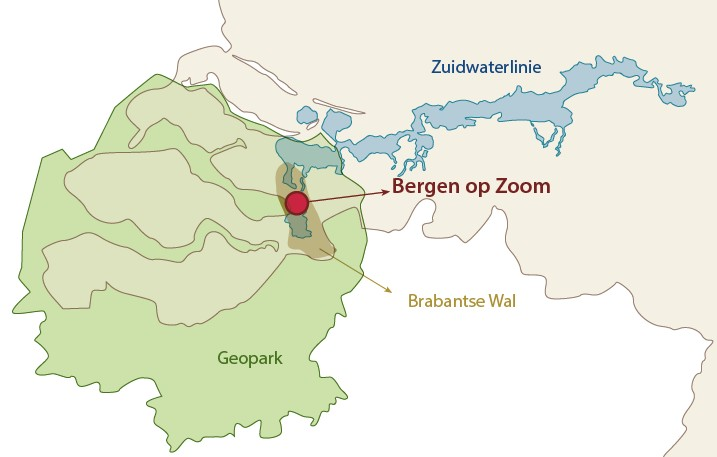 Zuidwaterlinie
Bergen op Zoom
Brabantse Wal
Geopark